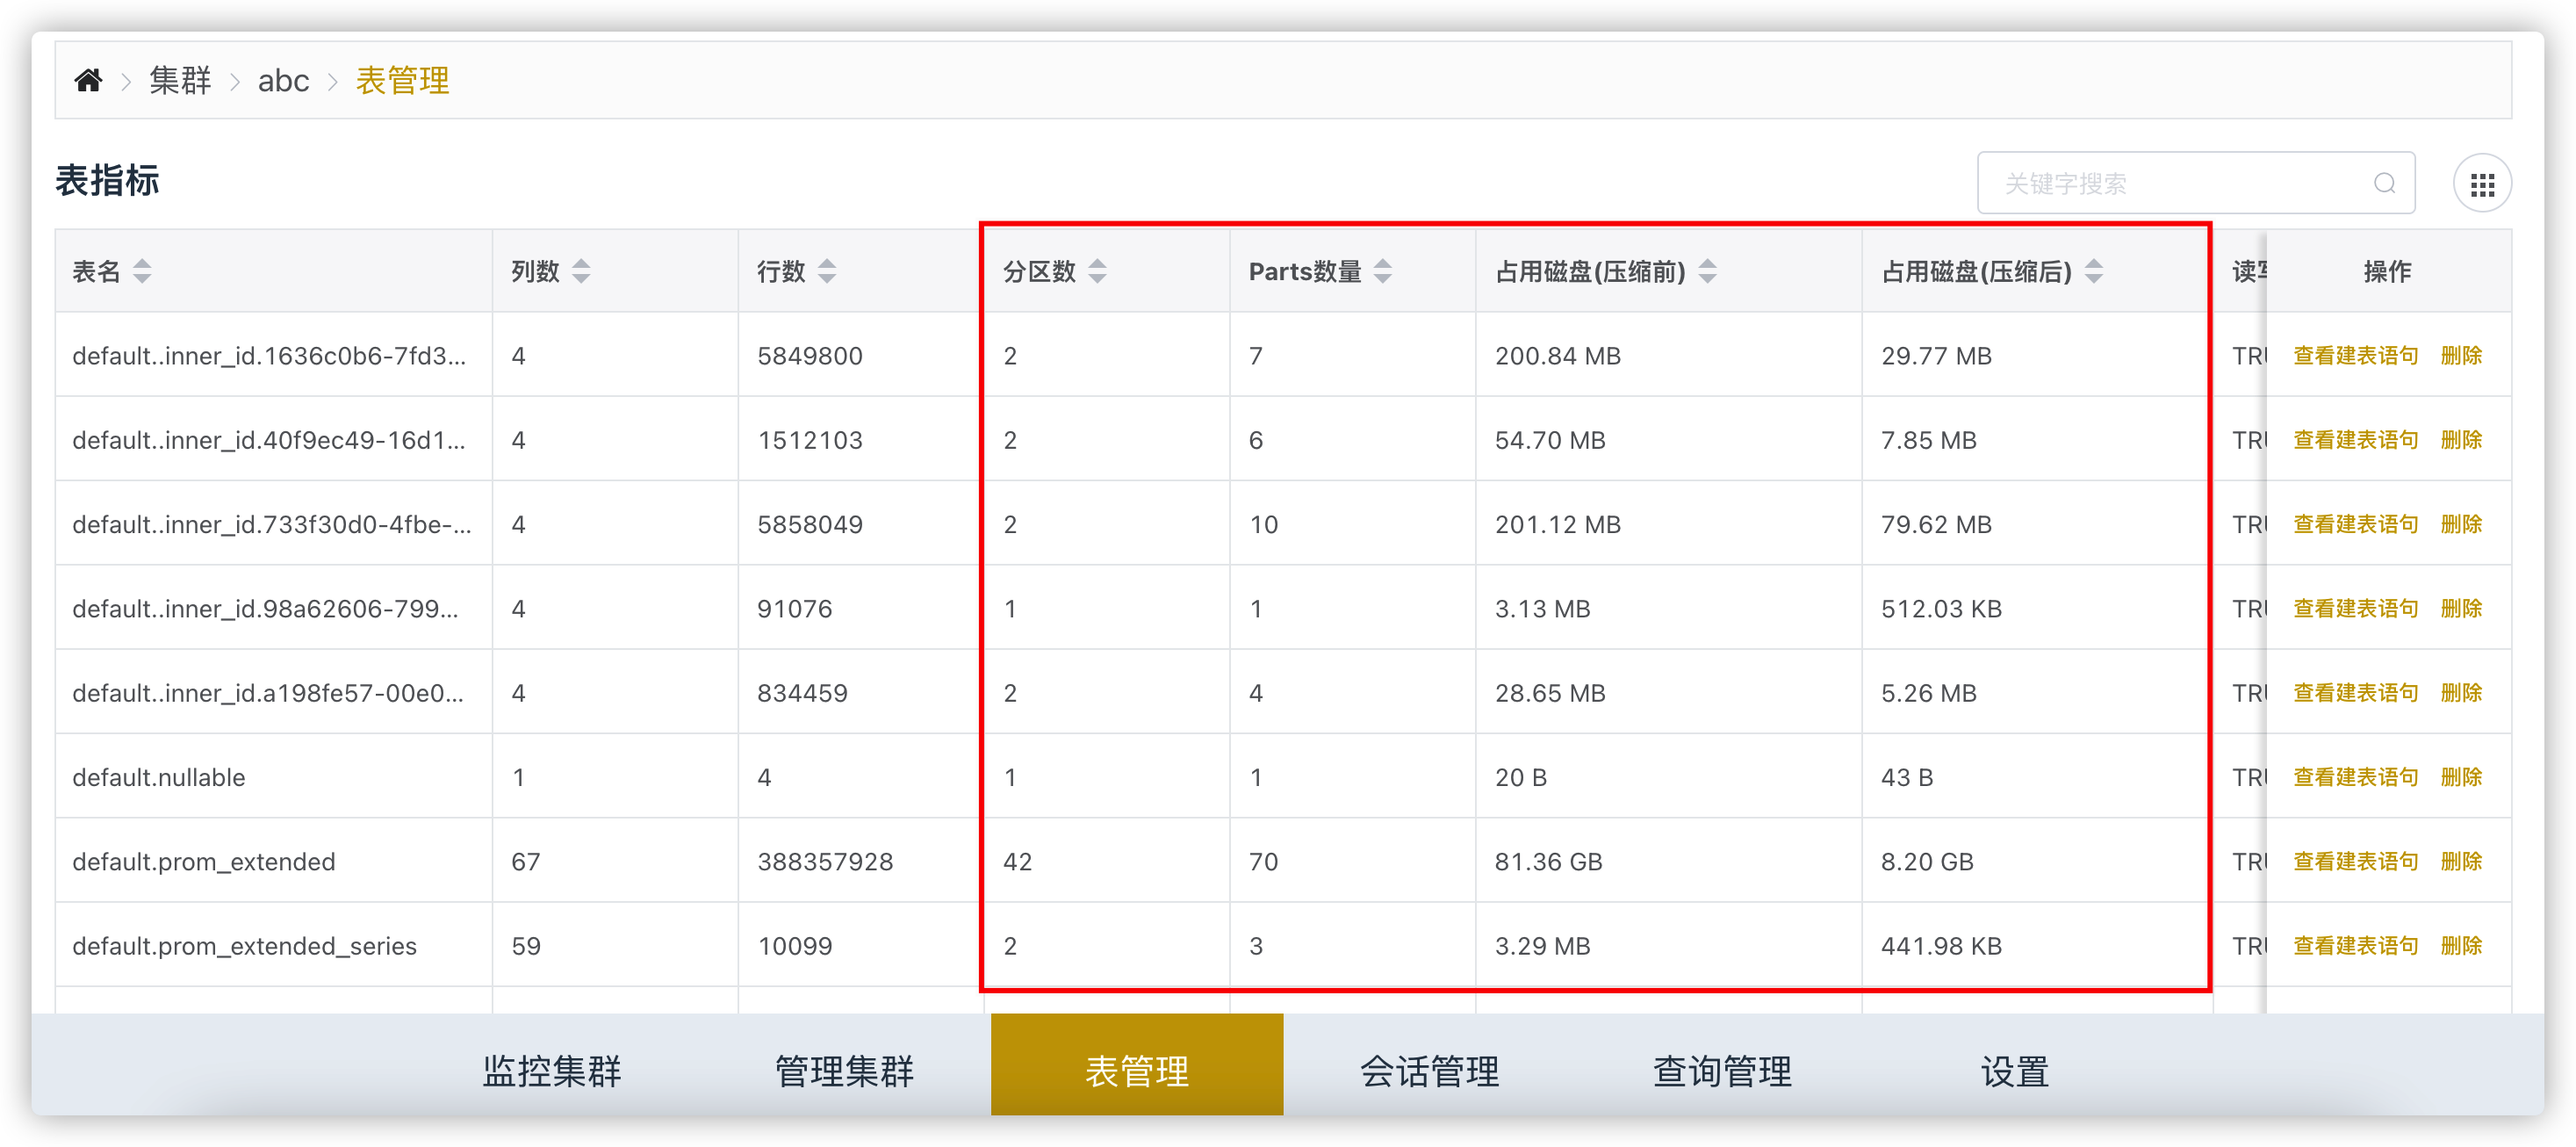 集群 abc 表管理
表指标
关键字搜索
表名 列数 行数 分区数 Parts数量 占用磁盘(压缩前) 占用磁盘(压缩后) 操作
default..inner_id.1636c0b6-7fd3... 4 5849800 2 7 200.84 MB 29.77 MB 查看建表语句 删除
default..inner_id.40f9ec49-16d1... 4 1512103 2 6 54.70 MB 7.85 MB 查看建表语句 删除
default..inner_id.733f30d0-4fbe-... 4 5858049 2 10 201.12 MB 79.62 MB 查看建表语句 删除
default..inner_id.98a62606-799... 4 91076 1 1 3.13 MB 512.03 KB 查看建表语句 删除
default..inner_id.a198fe57-00e0... 4 834459 2 4 28.65 MB 5.26 MB 查看建表语句 删除
default.nullable 1 4 1 1 20 B 43 B 查看建表语句 删除
default.prom_extended 67 388357928 42 70 81.36 GB 8.20 GB 查看建表语句 删除
default.prom_extended_series 59 10099 2 3 3.29 MB 441.98 KB 查看建表语句 删除
监控集群 管理集群 表管理 会话管理 查询管理 设置